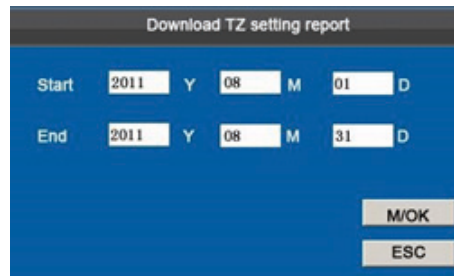 Download TZ setting report
Start 2011 Y 08 M 01 D
End 2011 Y 08 M 31 D
M/OK
ESC